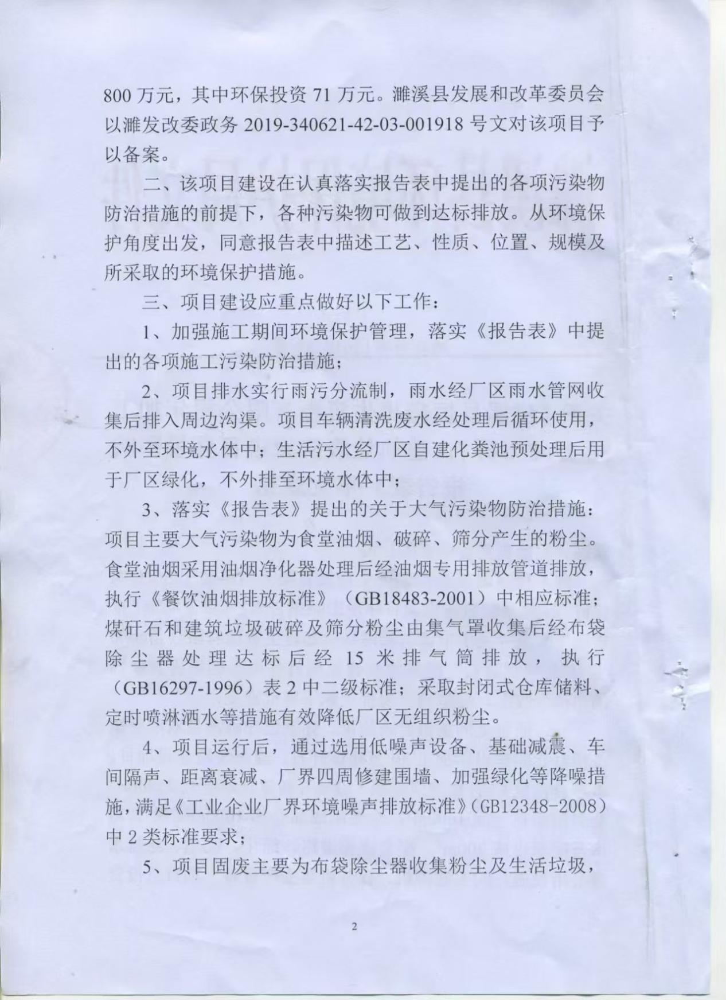 800 万元，其中环保投资 71 万元。濉溪县发展和改革委员会
以濉发改委政务 2019-340621-42-03-001918 号文对该项目予
以备案。
二、该项目建设在认真落实报告表中提出的各项污染物
防治措施的前提下，各种污染物可做到达标排放。从环境保
护角度出发，同意报告表中描述工艺、性质、位置、规模及
所采取的环境保护措施。
三、项目建设应重点做好以下工作：
1、加强施工期间环境保护管理，落实《报告表》中提
出的各项施工污染防治措施；
2、项目排水实行雨污分流制，雨水经厂区雨水管网收
集后排入周边沟渠。项目车辆清洗废水经处理后循环使用，
不外至环境水体中；生活污水经厂区自建化粪池预处理后用
于厂区绿化，不外排至环境水体中；
3、落实《报告表》提出的关于大气污染物防治措施：
项目主要大气污染物为食堂油烟、破碎、筛分产生的粉尘。
食堂油烟采用油烟净化器处理后经油烟专用排放管道排放，
执行《餐饮油烟排放标准》（GB18483-2001）中相应标准；
煤矸石和建筑垃圾破碎及筛分粉尘由集气罩收集后经布袋
除尘器处理达标后经 15 米排气筒排放，执行
（GB16297-1996）表 2 中二级标准；采取封闭式仓库储料、
定时喷淋洒水等措施有效降低厂区无组织粉尘。
4、项目运行后，通过选用低噪声设备、基础减震、车
间隔声、距离衰减、厂界四周修建围墙、加强绿化等降噪措
施，满足《工业企业厂界环境噪声排放标准》（GB12348-2008）
中 2 类标准要求；
5、项目固废主要为布袋除尘器收集粉尘及生活垃圾，
2